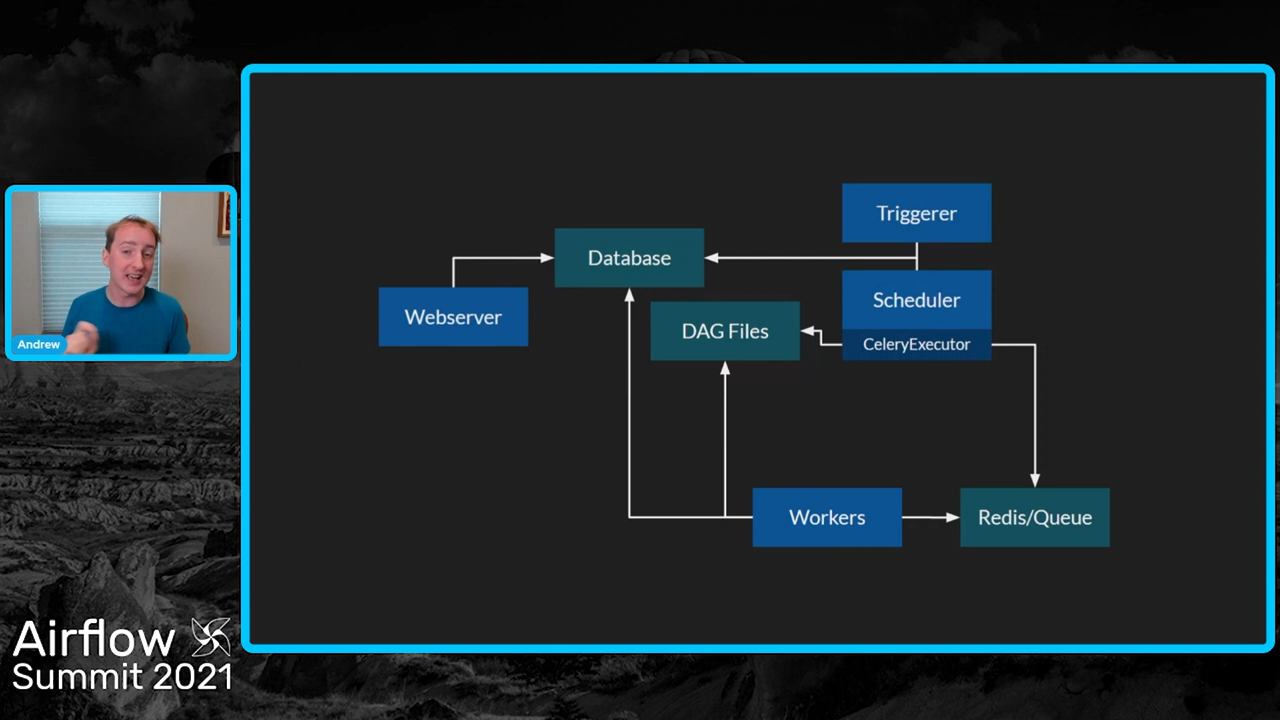 Triggerer
Database
Scheduler
Webserver
DAG Files
CeleryExecutor
Andrew
Workers
Redis/Queue
Airflow
Summit 2021